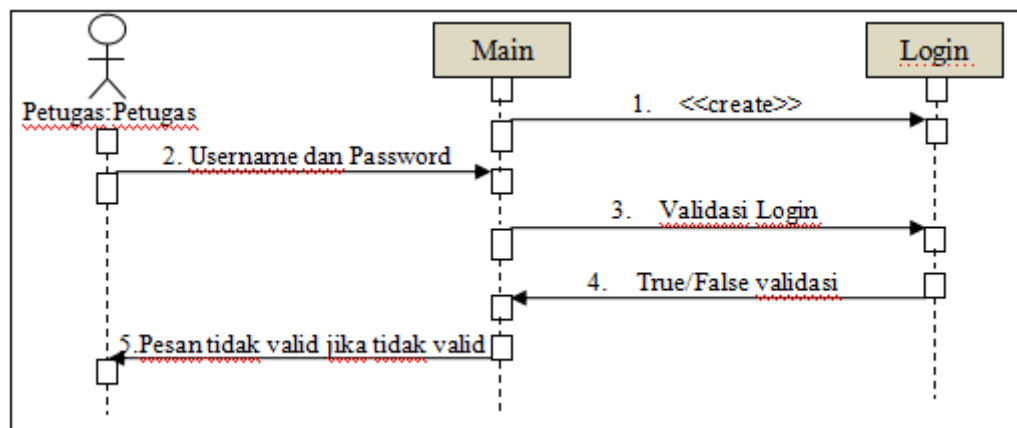 Main
Login
Petugas:Petugas
1. <<create>>
2. Username dan Password
3. Validasi Login
4. True/False validasi
5.Pesan tidak valid jika tidak valid